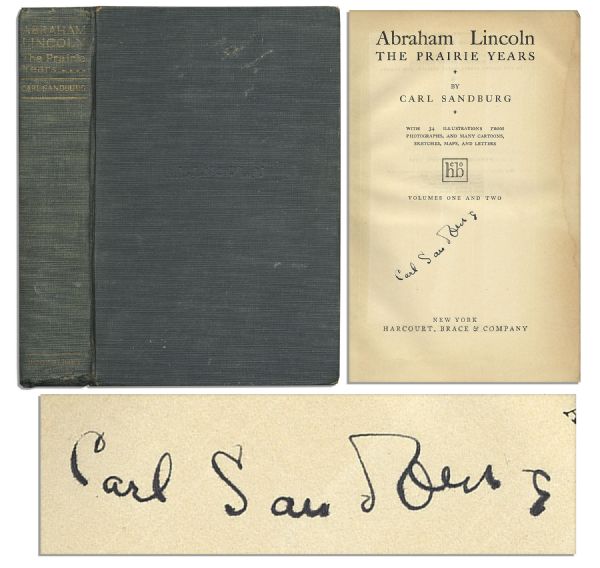 ABRAHAM
LINCOLN
The Prairie
Years....
CARL SANDBURG
Abraham Lincoln
THE PRAIRIE YEARS
BY
CARL SANDBURG
WITH 34 ILLUSTRATIONS FROM
PHOTOGRAPHS, AND MANY CARTOONS,
SKETCHES, MAPS, AND LETTERS
hcbo
VOLUMES ONE AND TWO
Carl Sandburg
NEW YORK
HARCOURT, BRACE & COMPANY
Carl Sandburg